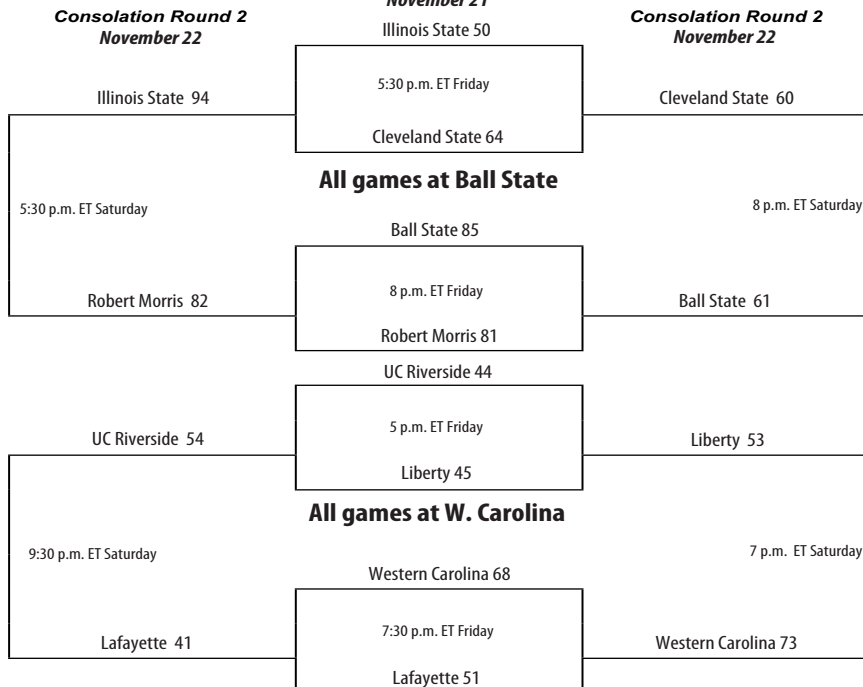 November 21
Consolation Round 2
November 22
Consolation Round 2
November 22
Illinois State 50
5:30 p.m. ET Friday
Illinois State 94
Cleveland State 60
Cleveland State 64
All games at Ball State
5:30 p.m. ET Saturday
8 p.m. ET Saturday
Ball State 85
8 p.m. ET Friday
Robert Morris 82
Ball State 61
Robert Morris 81
UC Riverside 44
5 p.m. ET Friday
UC Riverside 54
Liberty 53
Liberty 45
All games at W. Carolina
9:30 p.m. ET Saturday
7 p.m. ET Saturday
Western Carolina 68
7:30 p.m. ET Friday
Lafayette 41
Western Carolina 73
Lafayette 51